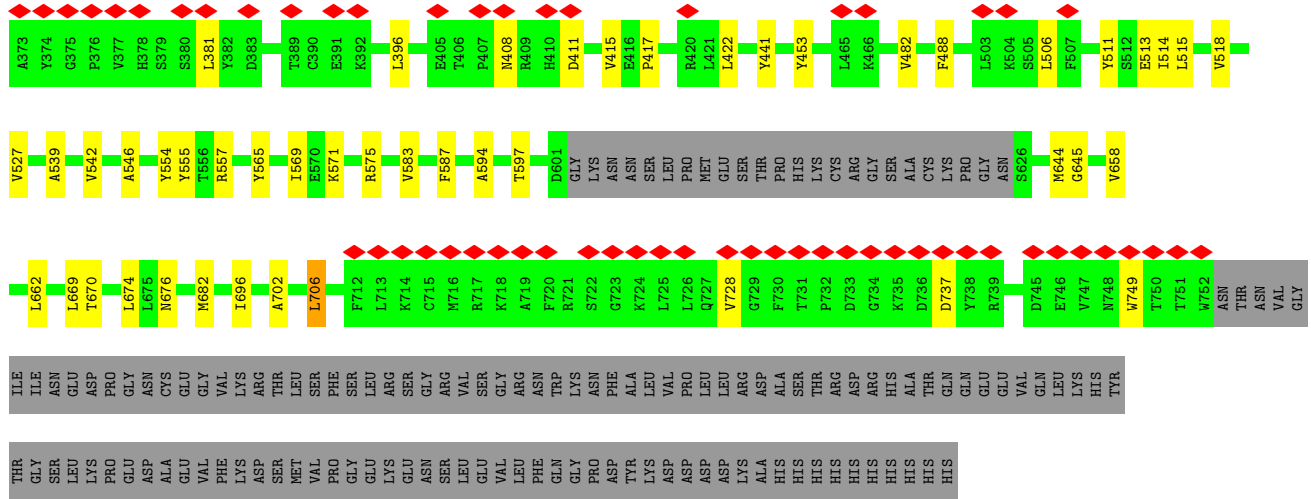 A373 Y374 G375 P376 V377 H378 S379 S380 L381 Y382 D383 T389 C390 E391 K392 L396 E405 T406 P407 N408 R409 H410 D411 V415 E416 P417 R420 L421 L422 Y441 Y453 L465 K466 V482 F488 L503 K504 S505 L506 F507 Y511 S512 E513 I514 L515 V518
V527 A539 V542 A546 Y554 Y555 T556 R557 Y565 I569 E570 K571 R575 V583 F587 A594 T597 D601 GLY LYS ASN ASN SER LEU PRO MET GLU SER THR PRO HIS LYS CYS ARG GLY SER ALA CYS LYS PRO GLY ASN S626 M644 G645 V658
L662 L669 T670 L674 L675 N676 M682 I696 A702 L706 F712 L713 K714 C715 M716 R717 K718 A719 F720 R721 S722 G723 K724 L725 L726 Q727 V728 G729 F730 T731 P732 D733 G734 K735 D736 D737 Y738 R739 D745 E746 V747 N748 W749 T750 T751 W752 ASN THR ASN VAL GLY
ILE ILE ASN GLU ASP PRO GLY ASN CYS GLU GLY VAL LYS ARG THR LEU SER PHE SER LEU ARG SER GLY ARG VAL SER GLY ARG ASN TRP LYS ASN PHE ALA LEU VAL PRO LEU LEU ARG ASP ALA SER THR ARG ASP ARG HIS ALA THR GLN GLN GLU GLU VAL GLN LEU LYS HIS TYR
THR GLY SER LEU LYS PRO GLU ASP ALA GLU VAL PHE LYS ASP SER MET VAL PRO GLY GLU LYS GLU ASN SER LEU GLU VAL LEU PHE GLN GLY PRO ASP TYR LYS ASP ASP ASP ASP LYS ALA HIS HIS HIS HIS HIS HIS HIS HIS HIS HIS